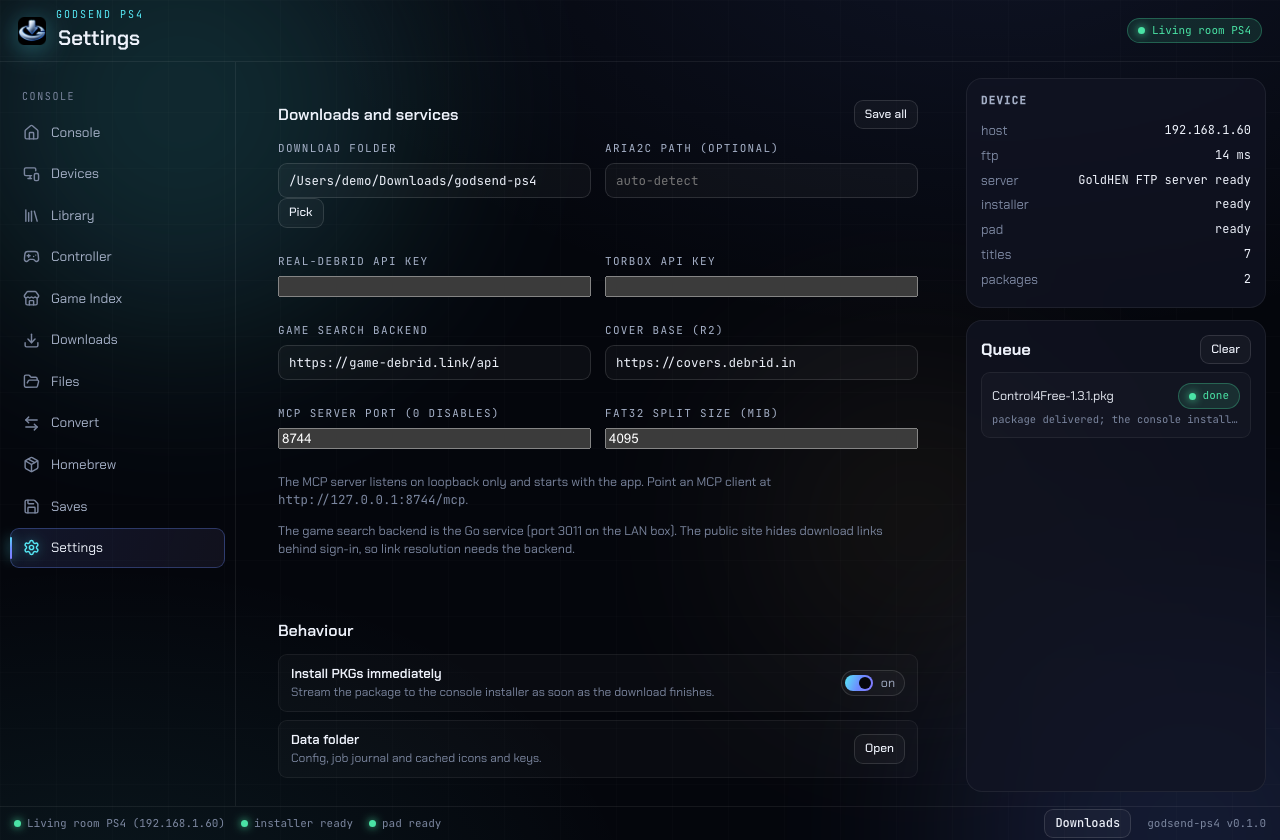 GODSEND PS4
Settings
Living room PS4
CONSOLE
Console
Devices
Library
Controller
Game Index
Downloads
Files
Convert
Homebrew
Saves
Settings
Downloads and services
Save all
DOWNLOAD FOLDER
ARIA2C PATH (OPTIONAL)
/Users/demo/Downloads/godsend-ps4
auto-detect
Pick
REAL-DEBRID API KEY
TORBOX API KEY
GAME SEARCH BACKEND
COVER BASE (R2)
https://game-debrid.link/api
https://covers.debrid.in
MCP SERVER PORT (0 DISABLES)
FAT32 SPLIT SIZE (MIB)
8744
4095
The MCP server listens on loopback only and starts with the app. Point an MCP client at
http://127.0.0.1:8744/mcp.
The game search backend is the Go service (port 3011 on the LAN box). The public site hides download links
behind sign-in, so link resolution needs the backend.
Behaviour
Install PKGs immediately
Stream the package to the console installer as soon as the download finishes.
on
Data folder
Config, job journal and cached icons and keys.
Open
DEVICE
host 192.168.1.60
ftp 14 ms
server GoldHEN FTP server ready
installer ready
pad ready
titles 7
packages 2
Queue
Clear
Control4Free-1.3.1.pkg
done
package delivered; the console install…
Living room PS4 (192.168.1.60)
installer ready
pad ready
Downloads
godsend-ps4 v0.1.0